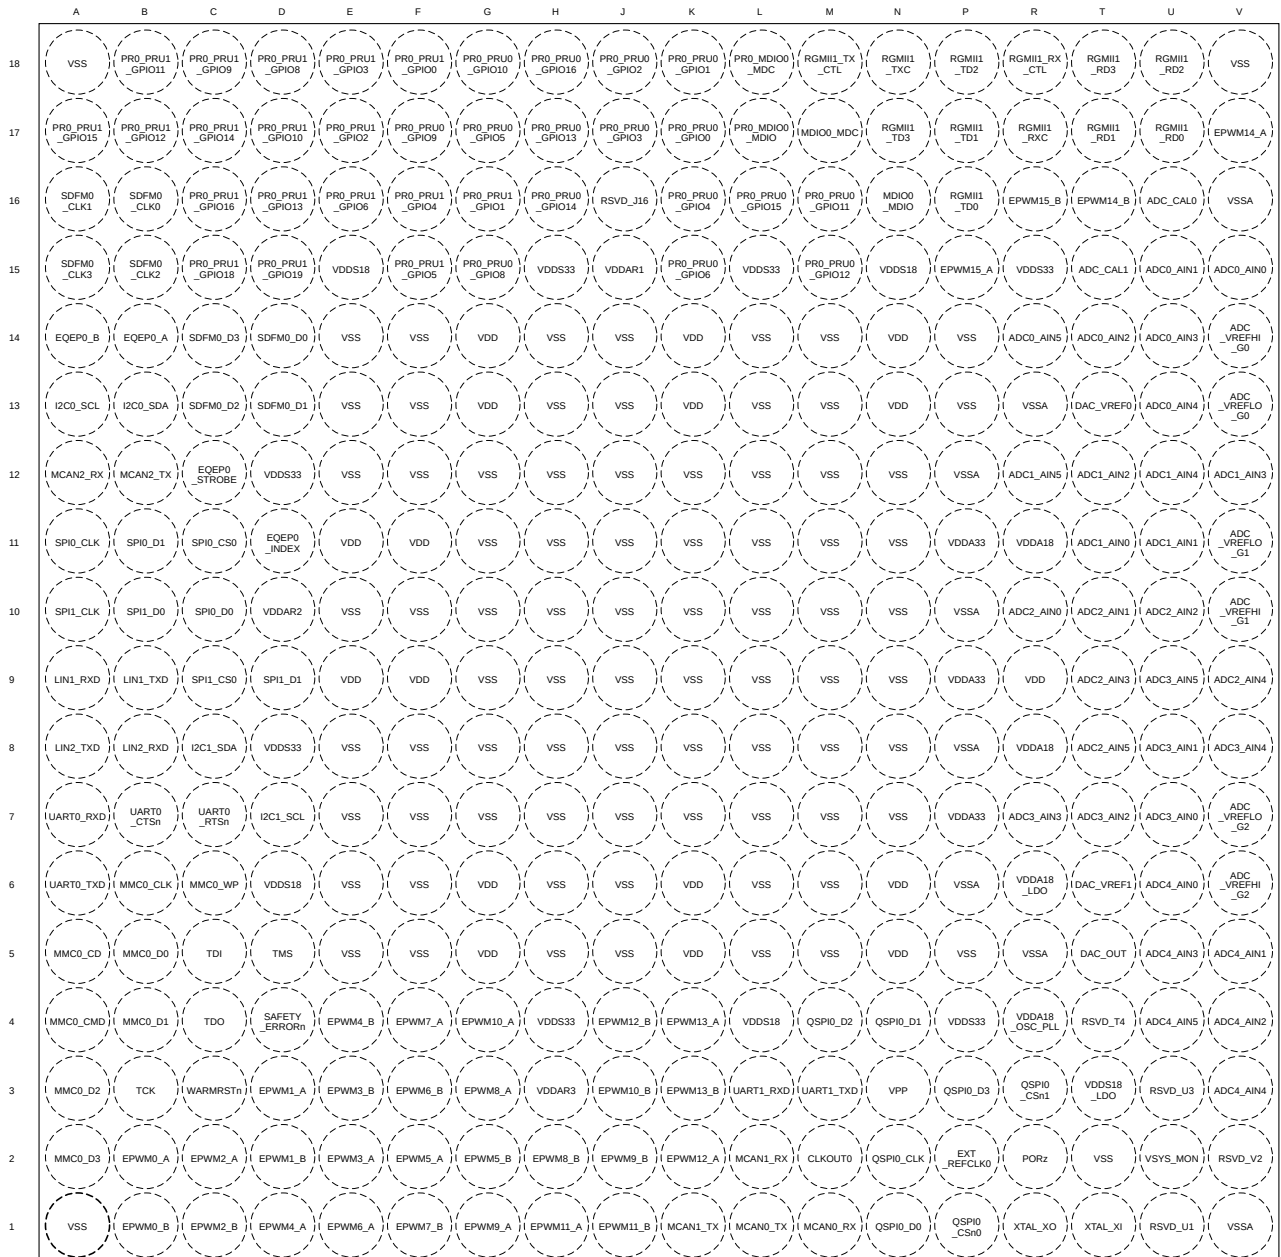 A B C D E F G H J K L M N P R T U V
18 VSS PR0_PRU1_GPIO11 PR0_PRU1_GPIO9 PR0_PRU1_GPIO8 PR0_PRU1_GPIO3 PR0_PRU1_GPIO0 PR0_PRU0_GPIO10 PR0_PRU0_GPIO16 PR0_PRU0_GPIO2 PR0_PRU0_GPIO1 PR0_MDIO0_MDC RGMII1_TX_CTL RGMII1_TXC RGMII1_TD2 RGMII1_RX_CTL RGMII1_RD3 RGMII1_RD2 VSS
17 PR0_PRU1_GPIO15 PR0_PRU1_GPIO12 PR0_PRU1_GPIO14 PR0_PRU1_GPIO10 PR0_PRU1_GPIO2 PR0_PRU0_GPIO9 PR0_PRU0_GPIO5 PR0_PRU0_GPIO13 PR0_PRU0_GPIO3 PR0_PRU0_GPIO0 PR0_MDIO0_MDIO MDIO0_MDC RGMII1_TD3 RGMII1_TD1 RGMII1_RXC RGMII1_RD1 RGMII1_RD0 EPWM14_A
16 SDFM0_CLK1 SDFM0_CLK0 PR0_PRU1_GPIO16 PR0_PRU1_GPIO13 PR0_PRU1_GPIO6 PR0_PRU1_GPIO4 PR0_PRU1_GPIO1 PR0_PRU0_GPIO14 RSVD_J16 PR0_PRU0_GPIO4 PR0_PRU0_GPIO15 PR0_PRU0_GPIO11 MDIO0_MDIO RGMII1_TD0 EPWM15_B EPWM14_B ADC_CAL0 VSSA
15 SDFM0_CLK3 SDFM0_CLK2 PR0_PRU1_GPIO18 PR0_PRU1_GPIO19 VDDS18 PR0_PRU1_GPIO5 PR0_PRU0_GPIO8 VDDS33 VDDAR1 PR0_PRU0_GPIO6 VDDS33 PR0_PRU0_GPIO12 VDDS18 EPWM15_A VDDS33 ADC_CAL1 ADC0_AIN1 ADC0_AIN0
14 EQEP0_B EQEP0_A SDFM0_D3 SDFM0_D0 VSS VSS VDD VSS VSS VDD VSS VSS VDD VSS ADC0_AIN5 ADC0_AIN2 ADC0_AIN3 ADC_VREFHI_G0
13 I2C0_SCL I2C0_SDA SDFM0_D2 SDFM0_D1 VSS VSS VDD VSS VSS VDD VSS VSS VDD VSS VSSA DAC_VREF0 ADC0_AIN4 ADC_VREFLO_G0
12 MCAN2_RX MCAN2_TX EQEP0_STROBE VDDS33 VSS VSS VSS VSS VSS VSS VSS VSS VSS VSSA ADC1_AIN5 ADC1_AIN2 ADC1_AIN4 ADC1_AIN3
11 SPI0_CLK SPI0_D1 SPI0_CS0 EQEP0_INDEX VDD VDD VSS VSS VSS VSS VSS VSS VSS VDDA33 VDDA18 ADC1_AIN0 ADC1_AIN1 ADC_VREFLO_G1
10 SPI1_CLK SPI1_D0 SPI0_D0 VDDAR2 VSS VSS VSS VSS VSS VSS VSS VSS VSS VSSA ADC2_AIN0 ADC2_AIN1 ADC2_AIN2 ADC_VREFHI_G1
9 LIN1_RXD LIN1_TXD SPI1_CS0 SPI1_D1 VDD VDD VSS VSS VSS VSS VSS VSS VSS VDDA33 VDD ADC2_AIN3 ADC3_AIN5 ADC2_AIN4
8 LIN2_TXD LIN2_RXD I2C1_SDA VDDS33 VSS VSS VSS VSS VSS VSS VSS VSS VSS VSSA VDDA18 ADC2_AIN5 ADC3_AIN1 ADC3_AIN4
7 UART0_RXD UART0_CTSn UART0_RTSn I2C1_SCL VSS VSS VSS VSS VSS VSS VSS VSS VSS VDDA33 ADC3_AIN3 ADC3_AIN2 ADC3_AIN0 ADC_VREFLO_G2
6 UART0_TXD MMC0_CLK MMC0_WP VDDS18 VSS VSS VDD VSS VSS VDD VSS VSS VDD VSSA VDDA18_LDO DAC_VREF1 ADC4_AIN0 ADC_VREFHI_G2
5 MMC0_CD MMC0_D0 TDI TMS VSS VSS VDD VSS VSS VDD VSS VSS VDD VSS VSSA DAC_OUT ADC4_AIN3 ADC4_AIN1
4 MMC0_CMD MMC0_D1 TDO SAFETY_ERRORn EPWM4_B EPWM7_A EPWM10_A VDDS33 EPWM12_B EPWM13_A VDDS18 QSPI0_D2 QSPI0_D1 VDDS33 VDDA18_OSC_PLL RSVD_T4 ADC4_AIN5 ADC4_AIN2
3 MMC0_D2 TCK WARMRSTn EPWM1_A EPWM3_B EPWM6_B EPWM8_A VDDAR3 EPWM10_B EPWM13_B UART1_RXD UART1_TXD VPP QSPI0_D3 QSPI0_CSn1 VDDS18_LDO RSVD_U3 ADC4_AIN4
2 MMC0_D3 EPWM0_A EPWM2_A EPWM1_B EPWM3_A EPWM5_A EPWM5_B EPWM8_B EPWM9_B EPWM12_A MCAN1_RX CLKOUT0 QSPI0_CLK EXT_REFCLK0 PORz VSS VSYS_MON RSVD_V2
1 VSS EPWM0_B EPWM2_B EPWM4_A EPWM6_A EPWM7_B EPWM9_A EPWM11_A EPWM11_B MCAN1_TX MCAN0_TX MCAN0_RX QSPI0_D0 QSPI0_CSn0 XTAL_XO XTAL_XI RSVD_U1 VSSA